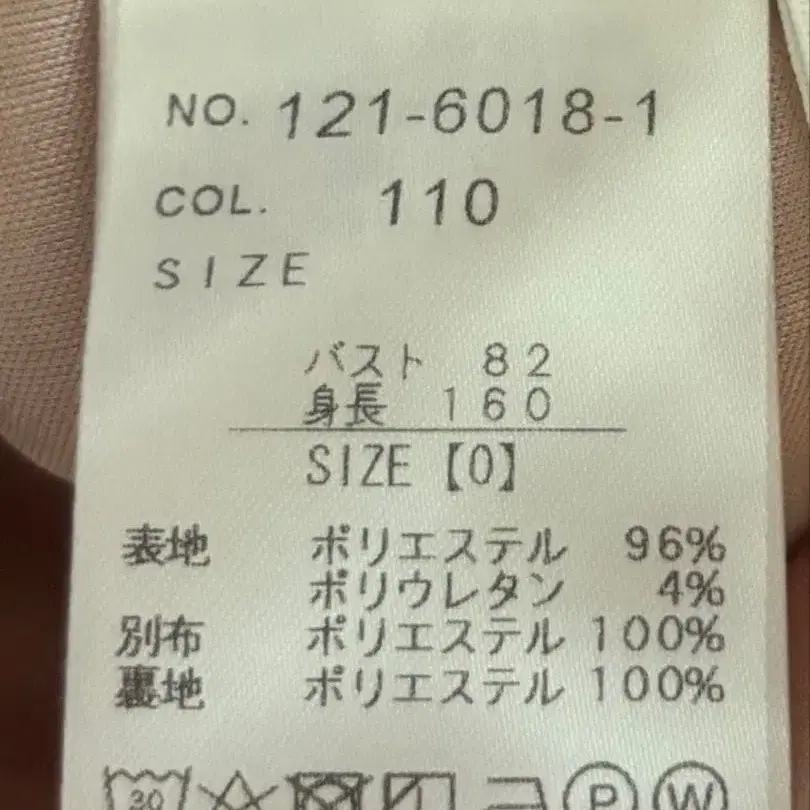 NO. 121-6018-1
COL. 110
SIZE
バスト 82
身長 160
SIZE【0】
表地 ポリエステル 96%
ポリウレタン 4%
別布 ポリエステル 100%
裏地 ポリエステル 100%
30 P W